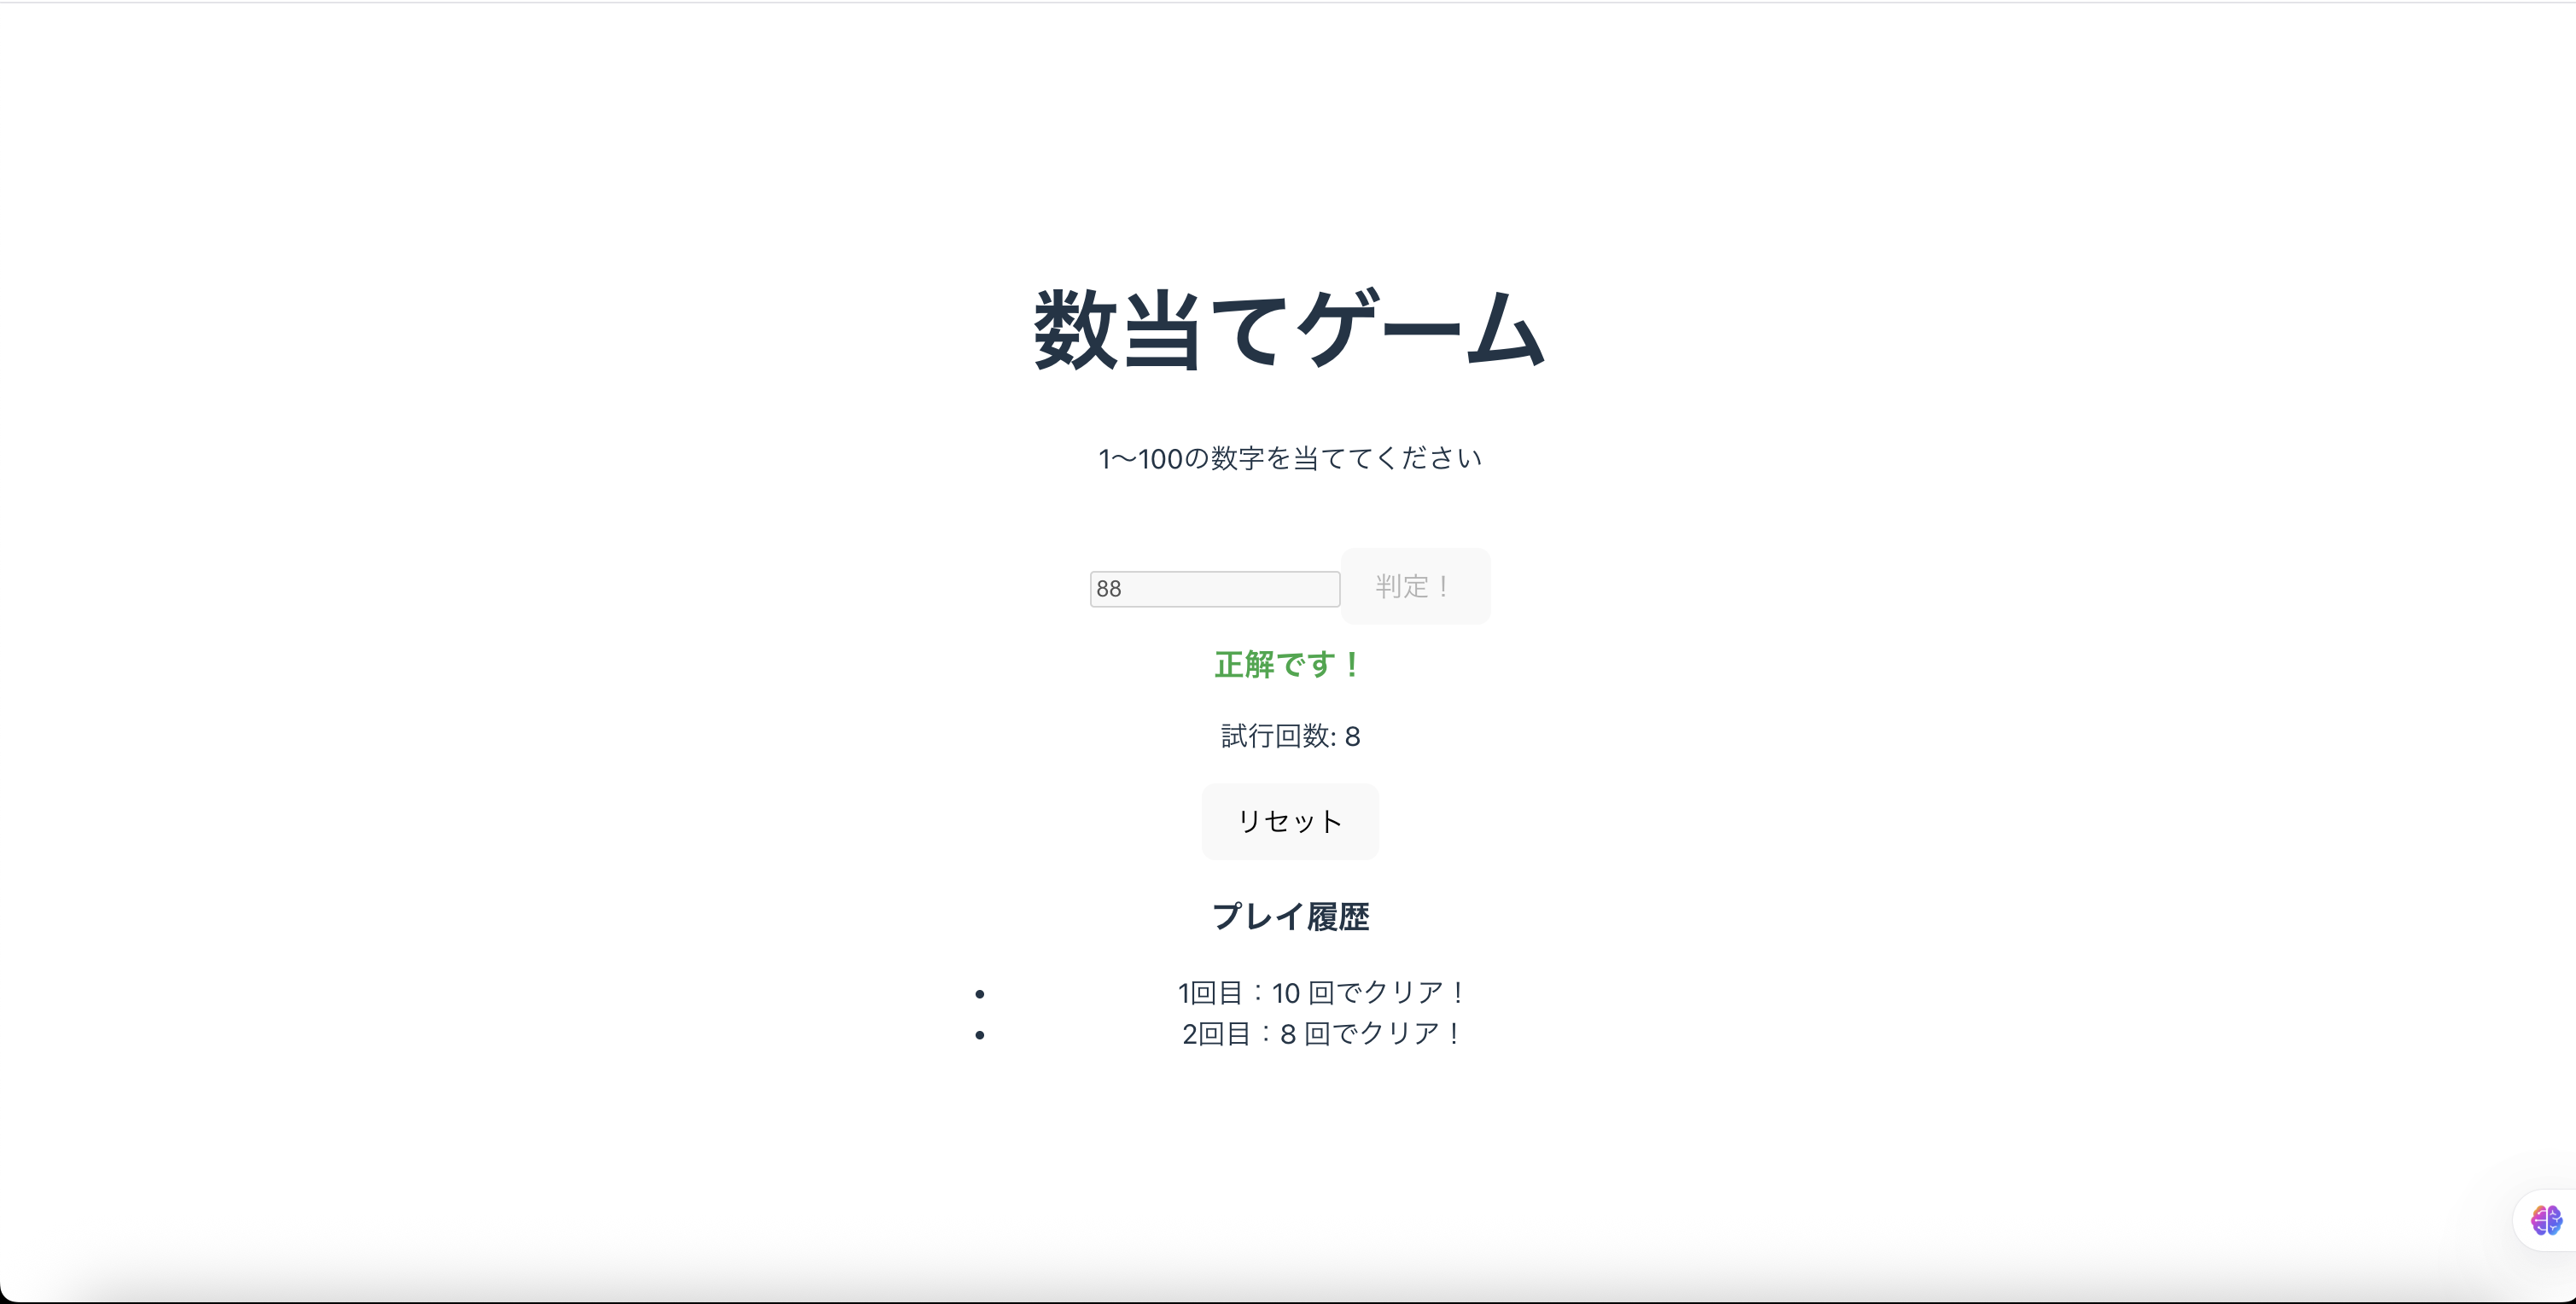 数当てゲーム
1〜100の数字を当ててください
88 判定！
正解です！
試行回数: 8
リセット
プレイ履歴
1回目：10 回でクリア！
2回目：8 回でクリア！